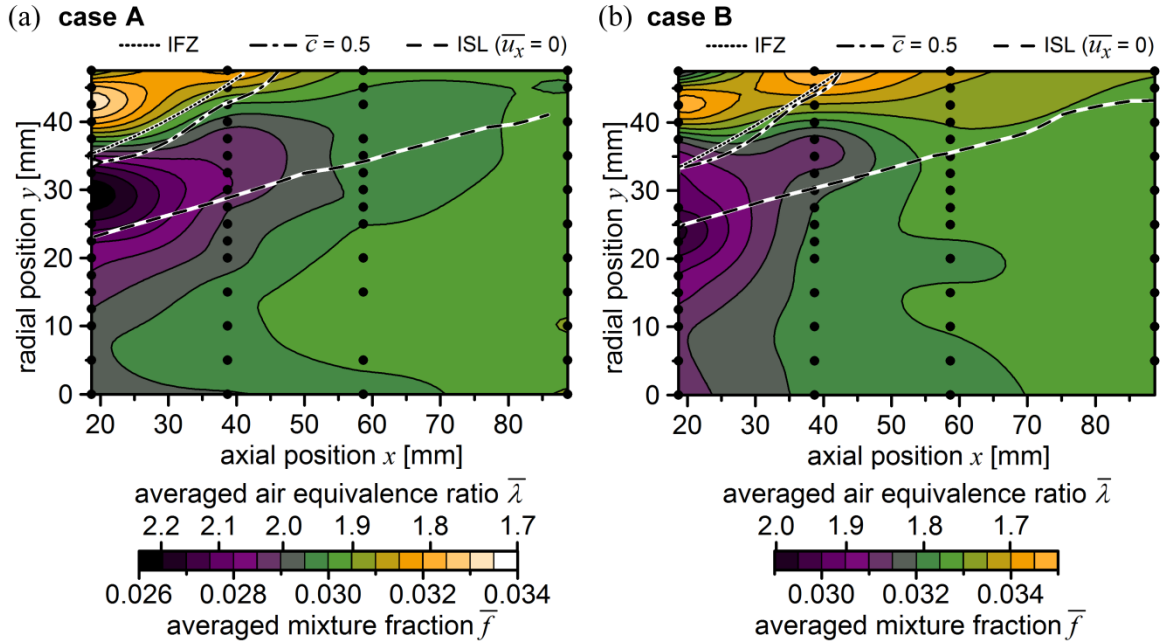 (a) case A
IFZ c̅ = 0.5 ISL (u̅x̅ = 0)
radial position y [mm]
40
30
20
10
0
20 30 40 50 60 70 80
axial position x [mm]
averaged air equivalence ratio λ̅
2.2 2.1 2.0 1.9 1.8 1.7
0.026 0.028 0.030 0.032 0.034
averaged mixture fraction f̅
(b) case B
IFZ c̅ = 0.5 ISL (u̅x̅ = 0)
radial position y [mm]
40
30
20
10
0
20 30 40 50 60 70 80
axial position x [mm]
averaged air equivalence ratio λ̅
2.0 1.9 1.8 1.7
0.030 0.032 0.034
averaged mixture fraction f̅